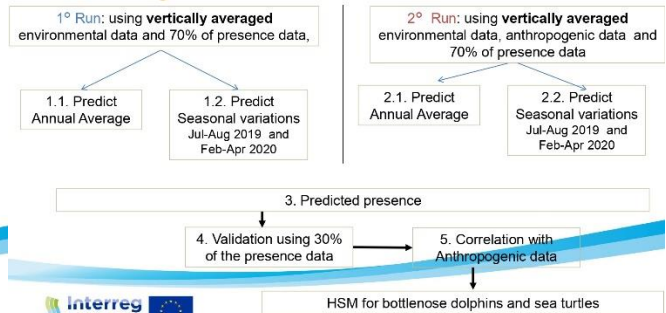 1º Run: using vertically averaged
environmental data and 70% of presence data,
1.1. Predict
Annual Average
1.2. Predict
Seasonal variations
Jul-Aug 2019 and
Feb-Apr 2020
2º Run: using vertically averaged
environmental data, anthropogenic data and
70% of presence data
2.1. Predict
Annual Average
2.2. Predict
Seasonal variations
Jul-Aug 2019 and
Feb-Apr 2020
3. Predicted presence
4. Validation using 30%
of the presence data
5. Correlation with
Anthropogenic data
HSM for bottlenose dolphins and sea turtles
Interreg